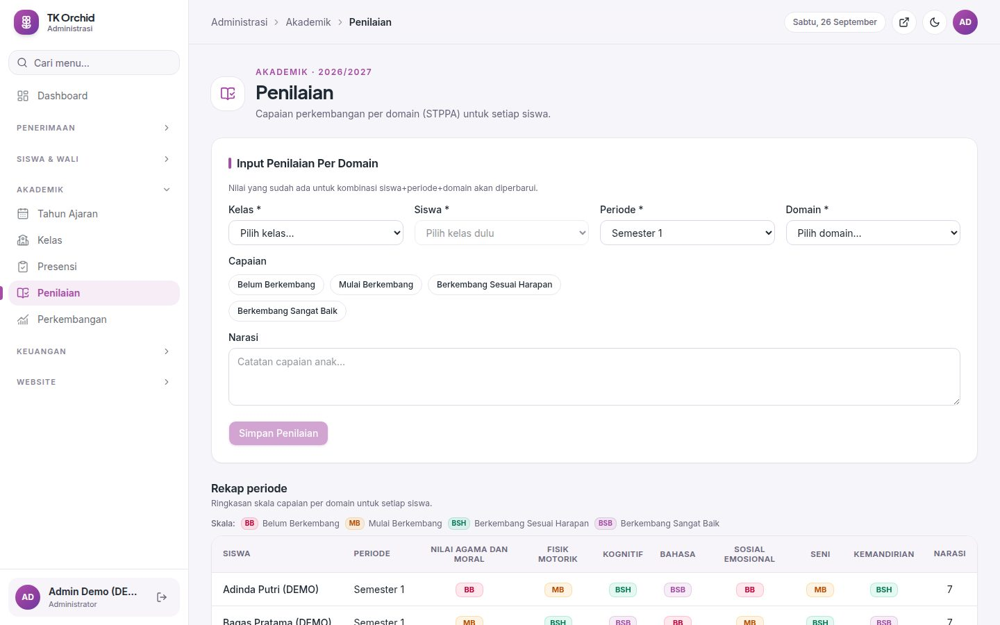 TK Orchid
Administrasi
Cari menu...
Dashboard
PENERIMAAN
SISWA & WALI
AKADEMIK
Tahun Ajaran
Kelas
Presensi
Penilaian
Perkembangan
KEUANGAN
WEBSITE
AD
Admin Demo (DE...
Administrator
Administrasi > Akademik > Penilaian
Sabtu, 26 September
AD
AKADEMIK · 2026/2027
Penilaian
Capaian perkembangan per domain (STPPA) untuk setiap siswa.
Input Penilaian Per Domain
Nilai yang sudah ada untuk kombinasi siswa+periode+domain akan diperbarui.
Kelas * Siswa * Periode * Domain *
Pilih kelas... Pilih kelas dulu Semester 1 Pilih domain...
Capaian
Belum Berkembang Mulai Berkembang Berkembang Sesuai Harapan
Berkembang Sangat Baik
Narasi
Catatan capaian anak...
Simpan Penilaian
Rekap periode
Ringkasan skala capaian per domain untuk setiap siswa.
Skala: BB Belum Berkembang MB Mulai Berkembang BSH Berkembang Sesuai Harapan BSB Berkembang Sangat Baik
SISWA PERIODE NILAI AGAMA DAN MORAL FISIK MOTORIK KOGNITIF BAHASA SOSIAL EMOSIONAL SENI KEMANDIRIAN NARASI
Adinda Putri (DEMO) Semester 1 BB MB BSH BSB BB MB BSH 7
Bagas Pratama (DEMO) Semester 1 MB BSH BSB BB MB BSH BSB 7